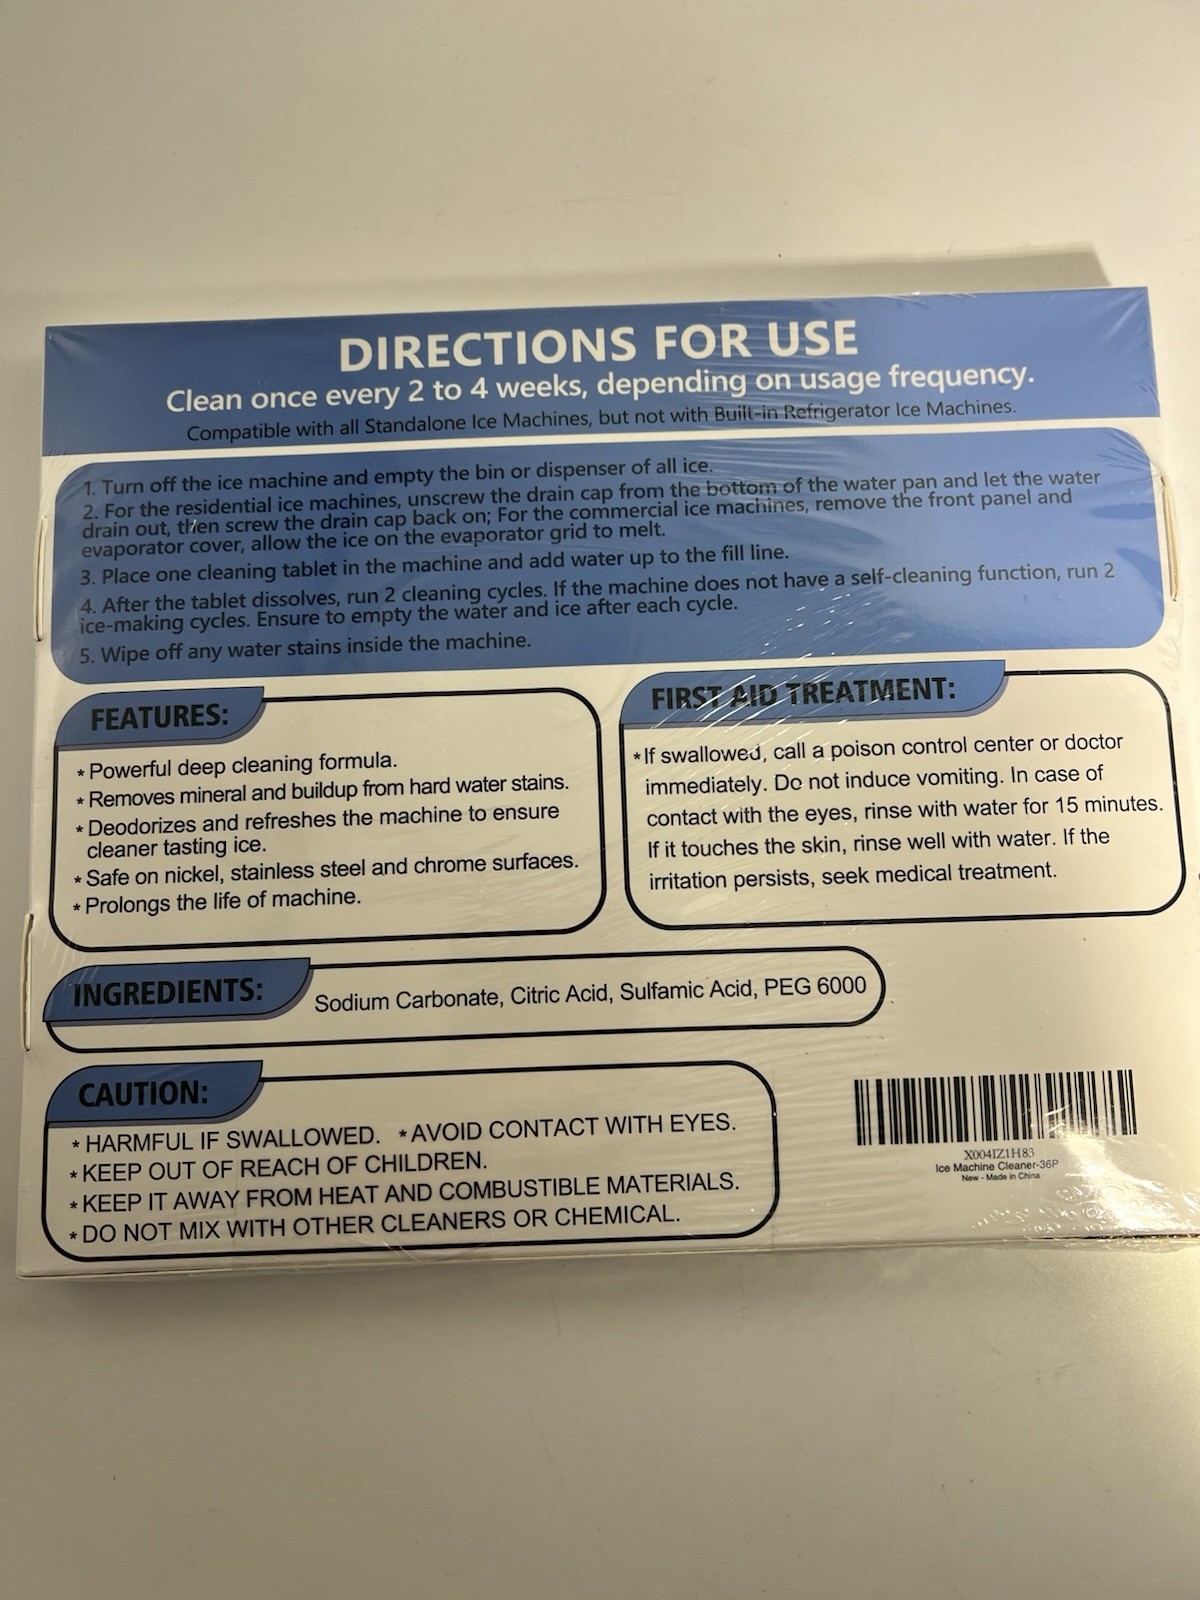 DIRECTIONS FOR USE
Clean once every 2 to 4 weeks, depending on usage frequency.
Compatible with all Standalone Ice Machines, but not with Built-in Refrigerator Ice Machines.
1. Turn off the ice machine and empty the bin or dispenser of all ice.
2. For the residential ice machines, unscrew the drain cap from the bottom of the water pan and let the water
drain out, then screw the drain cap back on; For the commercial ice machines, remove the front panel and
evaporator cover, allow the ice on the evaporator grid to melt.
3. Place one cleaning tablet in the machine and add water up to the fill line.
4. After the tablet dissolves, run 2 cleaning cycles. If the machine does not have a self-cleaning function, run 2
ice-making cycles. Ensure to empty the water and ice after each cycle.
5. Wipe off any water stains inside the machine.
FEATURES:
* Powerful deep cleaning formula.
* Removes mineral and buildup from hard water stains.
* Deodorizes and refreshes the machine to ensure
cleaner tasting ice.
* Safe on nickel, stainless steel and chrome surfaces.
* Prolongs the life of machine.
FIRST AID TREATMENT:
* If swallowed, call a poison control center or doctor
immediately. Do not induce vomiting. In case of
contact with the eyes, rinse with water for 15 minutes.
If it touches the skin, rinse well with water. If the
irritation persists, seek medical treatment.
INGREDIENTS:
Sodium Carbonate, Citric Acid, Sulfamic Acid, PEG 6000
CAUTION:
* HARMFUL IF SWALLOWED. * AVOID CONTACT WITH EYES.
* KEEP OUT OF REACH OF CHILDREN.
* KEEP IT AWAY FROM HEAT AND COMBUSTIBLE MATERIALS.
* DO NOT MIX WITH OTHER CLEANERS OR CHEMICAL.
X004IZ1H83
Ice Machine Cleaner-36P
New - Made in China